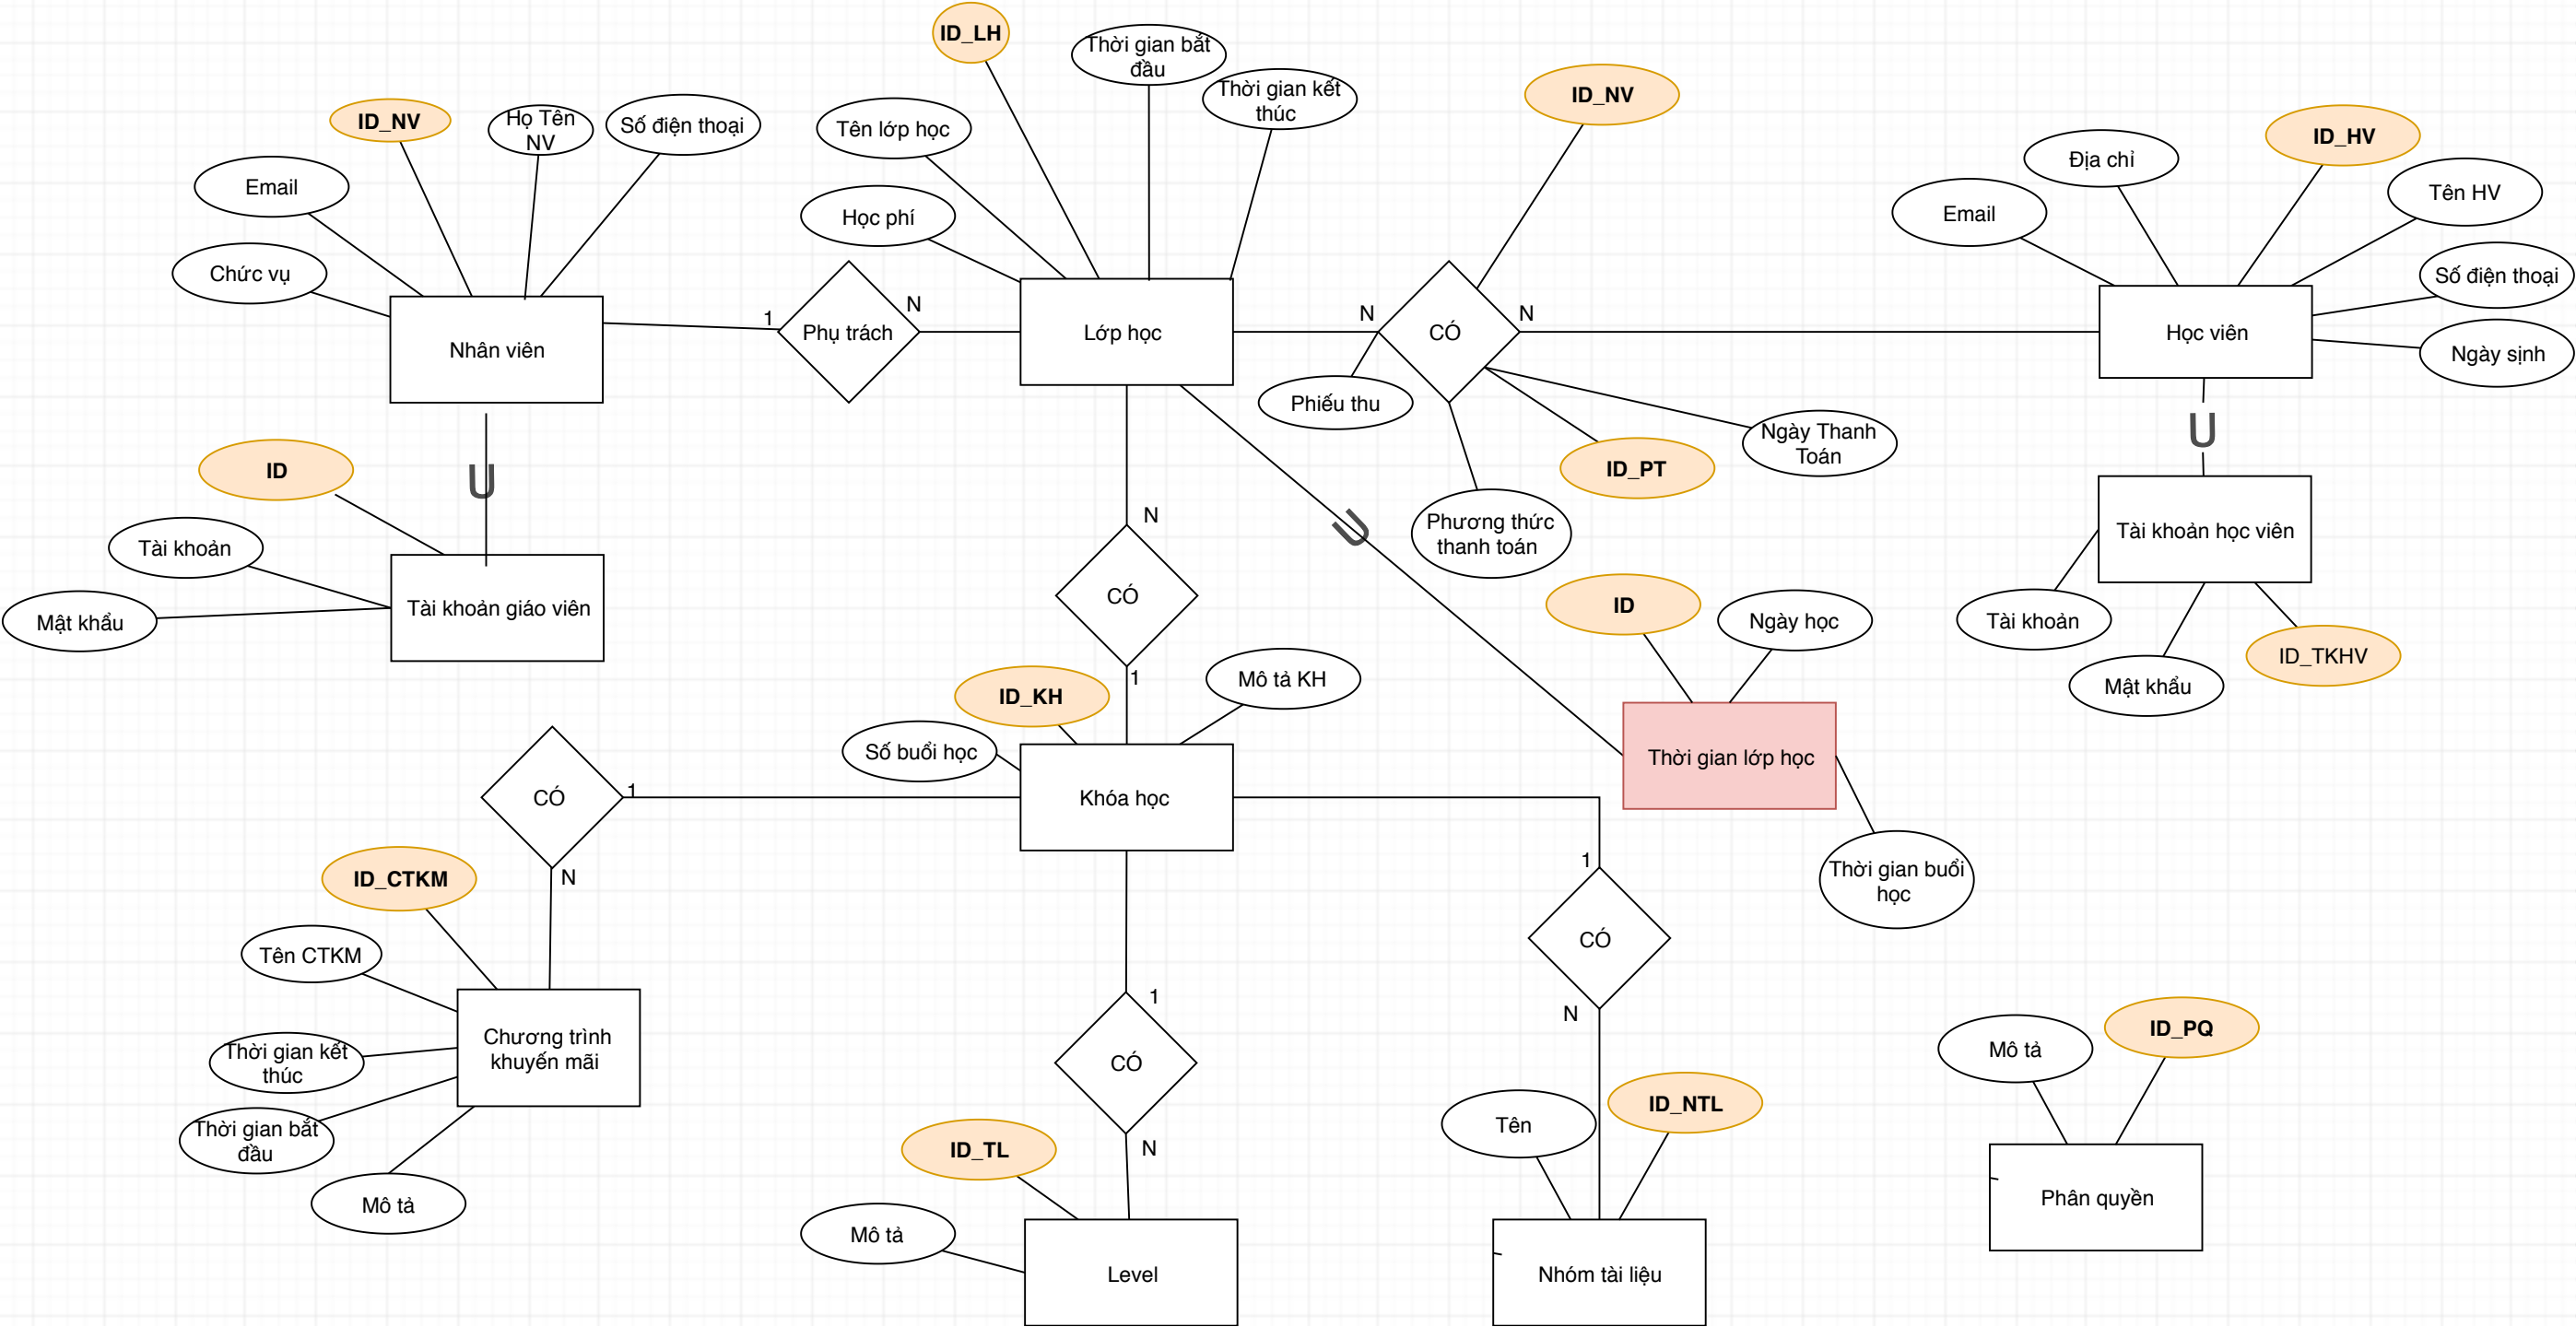 ID_LH
Thời gian bắt
đầu
Thời gian kết
thúc
ID_NV
ID_NV
Họ Tên
NV
Số điện thoại
Tên lớp học
ID_HV
Địa chỉ
Tên HV
Email
Học phí
Email
Chức vụ
Số điện thoại
Nhân viên
1
Phụ trách
N
Lớp học
N
CÓ
N
Học viên
Ngày sịnh
Phiếu thu
Ngày Thanh
Toán
ID_PT
U
ID
U
Phương thức
thanh toán
U
N
Tài khoản học viên
Tài khoản
Mật khẩu
Tài khoản giáo viên
CÓ
ID
Ngày học
Tài khoản
ID_TKHV
Mật khẩu
1
Mô tả KH
ID_KH
Số buổi học
Thời gian lớp học
CÓ
1
Khóa học
1
Thời gian buổi
học
ID_CTKM
N
CÓ
Tên CTKM
1
N
Chương trình
khuyến mãi
Thời gian kết
thúc
CÓ
Mô tả
ID_PQ
Thời gian bắt
đầu
Tên
ID_NTL
ID_TL
N
Mô tả
Mô tả
Phân quyền
Level
Nhóm tài liệu